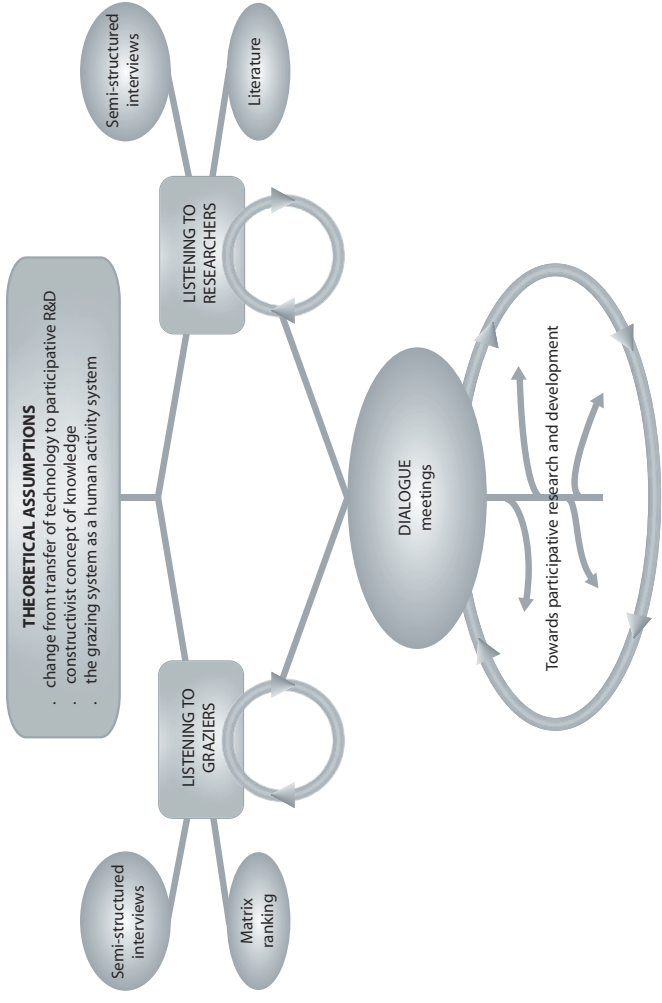 THEORETICAL ASSUMPTIONS
· change from transfer of technology to participative R&D
· constructivist concept of knowledge
· the grazing system as a human activity system
Semi-structured
interviews
Matrix
ranking
LISTENING TO
GRAZIERS
LISTENING TO
RESEARCHERS
Semi-structured
interviews
Literature
DIALOGUE
meetings
Towards participative research and development